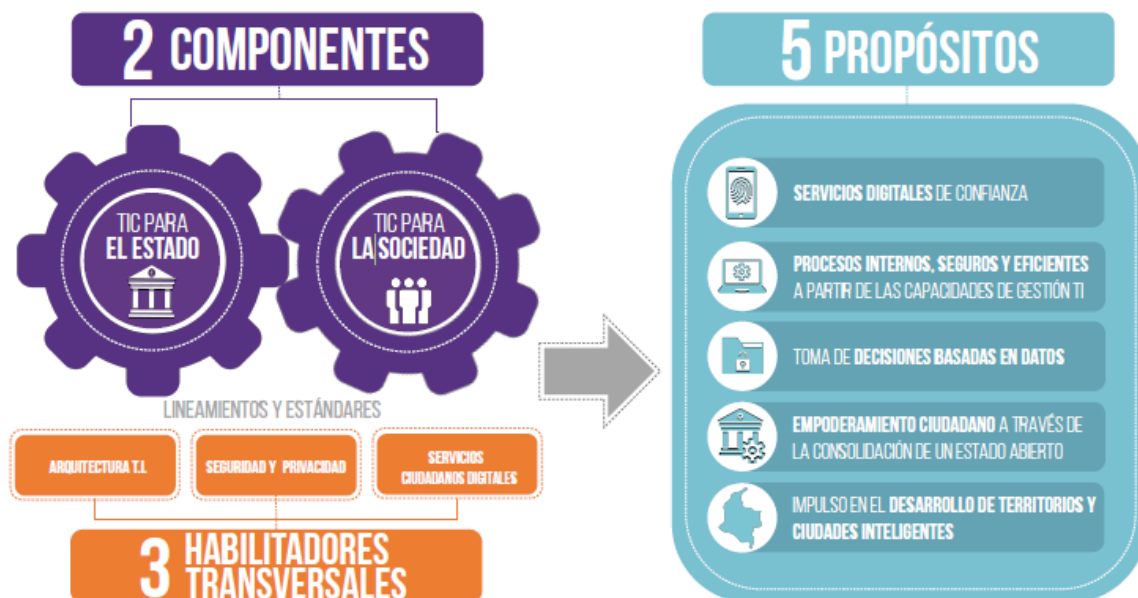 2 COMPONENTES
TIC PARA
EL ESTADO
TIC PARA
LA SOCIEDAD
LINEAMIENTOS Y ESTÁNDARES
ARQUITECTURA T.I.
SEGURIDAD Y PRIVACIDAD
SERVICIOS
CIUDADANOS DIGITALES
3 HABILITADORES
TRANSVERSALES
5 PROPÓSITOS
SERVICIOS DIGITALES DE CONFIANZA
PROCESOS INTERNOS, SEGUROS Y EFICIENTES
A PARTIR DE LAS CAPACIDADES DE GESTIÓN TI
TOMA DE DECISIONES BASADAS EN DATOS
EMPODERAMIENTO CIUDADANO A TRAVÉS DE
LA CONSOLIDACIÓN DE UN ESTADO ABIERTO
IMPULSO EN EL DESARROLLO DE TERRITORIOS Y
CIUDADES INTELIGENTES